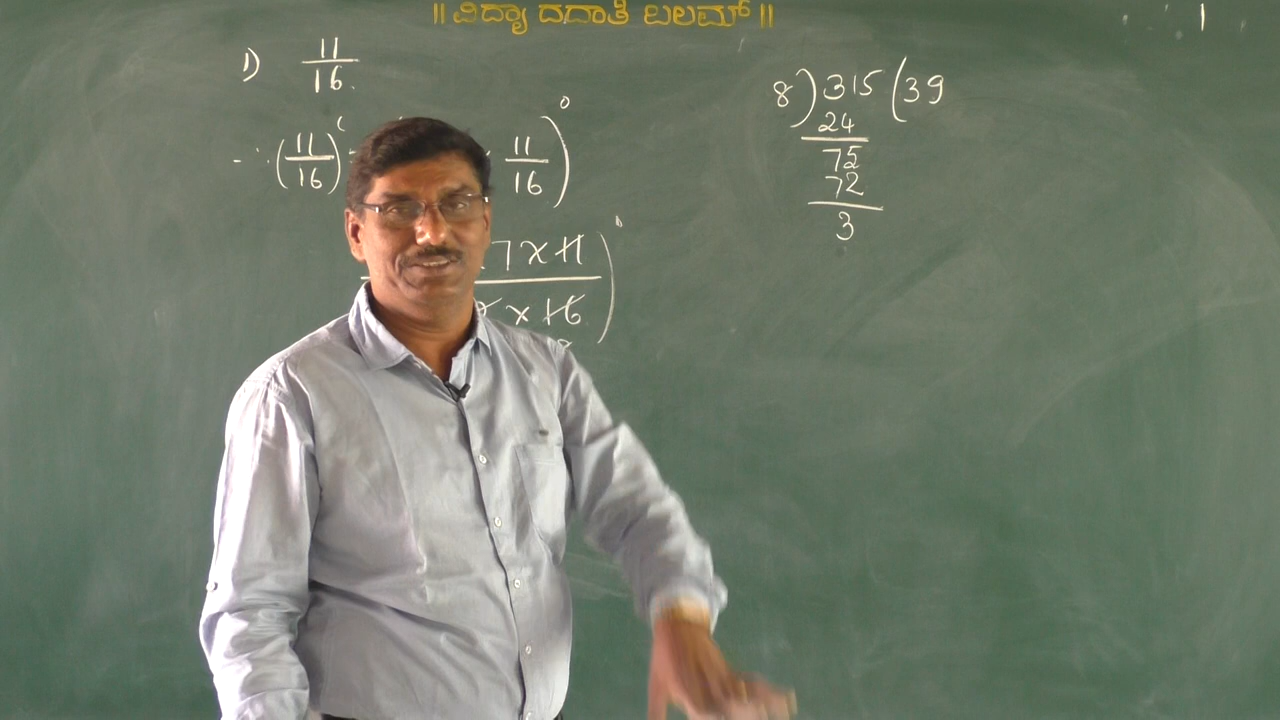 ॥ ವಿದ್ಯಾ ದದಾತಿ ಬಲಮ್ ॥
1) 11/16
∴ (11/16)ᶜ 11/16)⁰
7 x 11
x 16
8 ) 315 ( 39
24
75
72
3